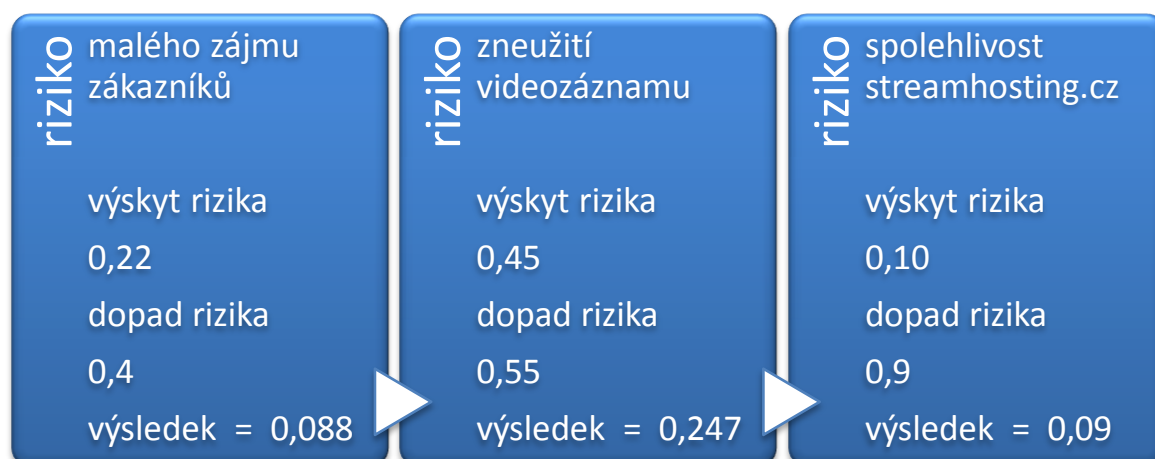 riziko
malého zájmu
zákazníků
výskyt rizika
0,22
dopad rizika
0,4
výsledek = 0,088
riziko
zneužití
videozáznamu
výskyt rizika
0,45
dopad rizika
0,55
výsledek = 0,247
riziko
spolehlivost
streamhosting.cz
výskyt rizika
0,10
dopad rizika
0,9
výsledek = 0,09